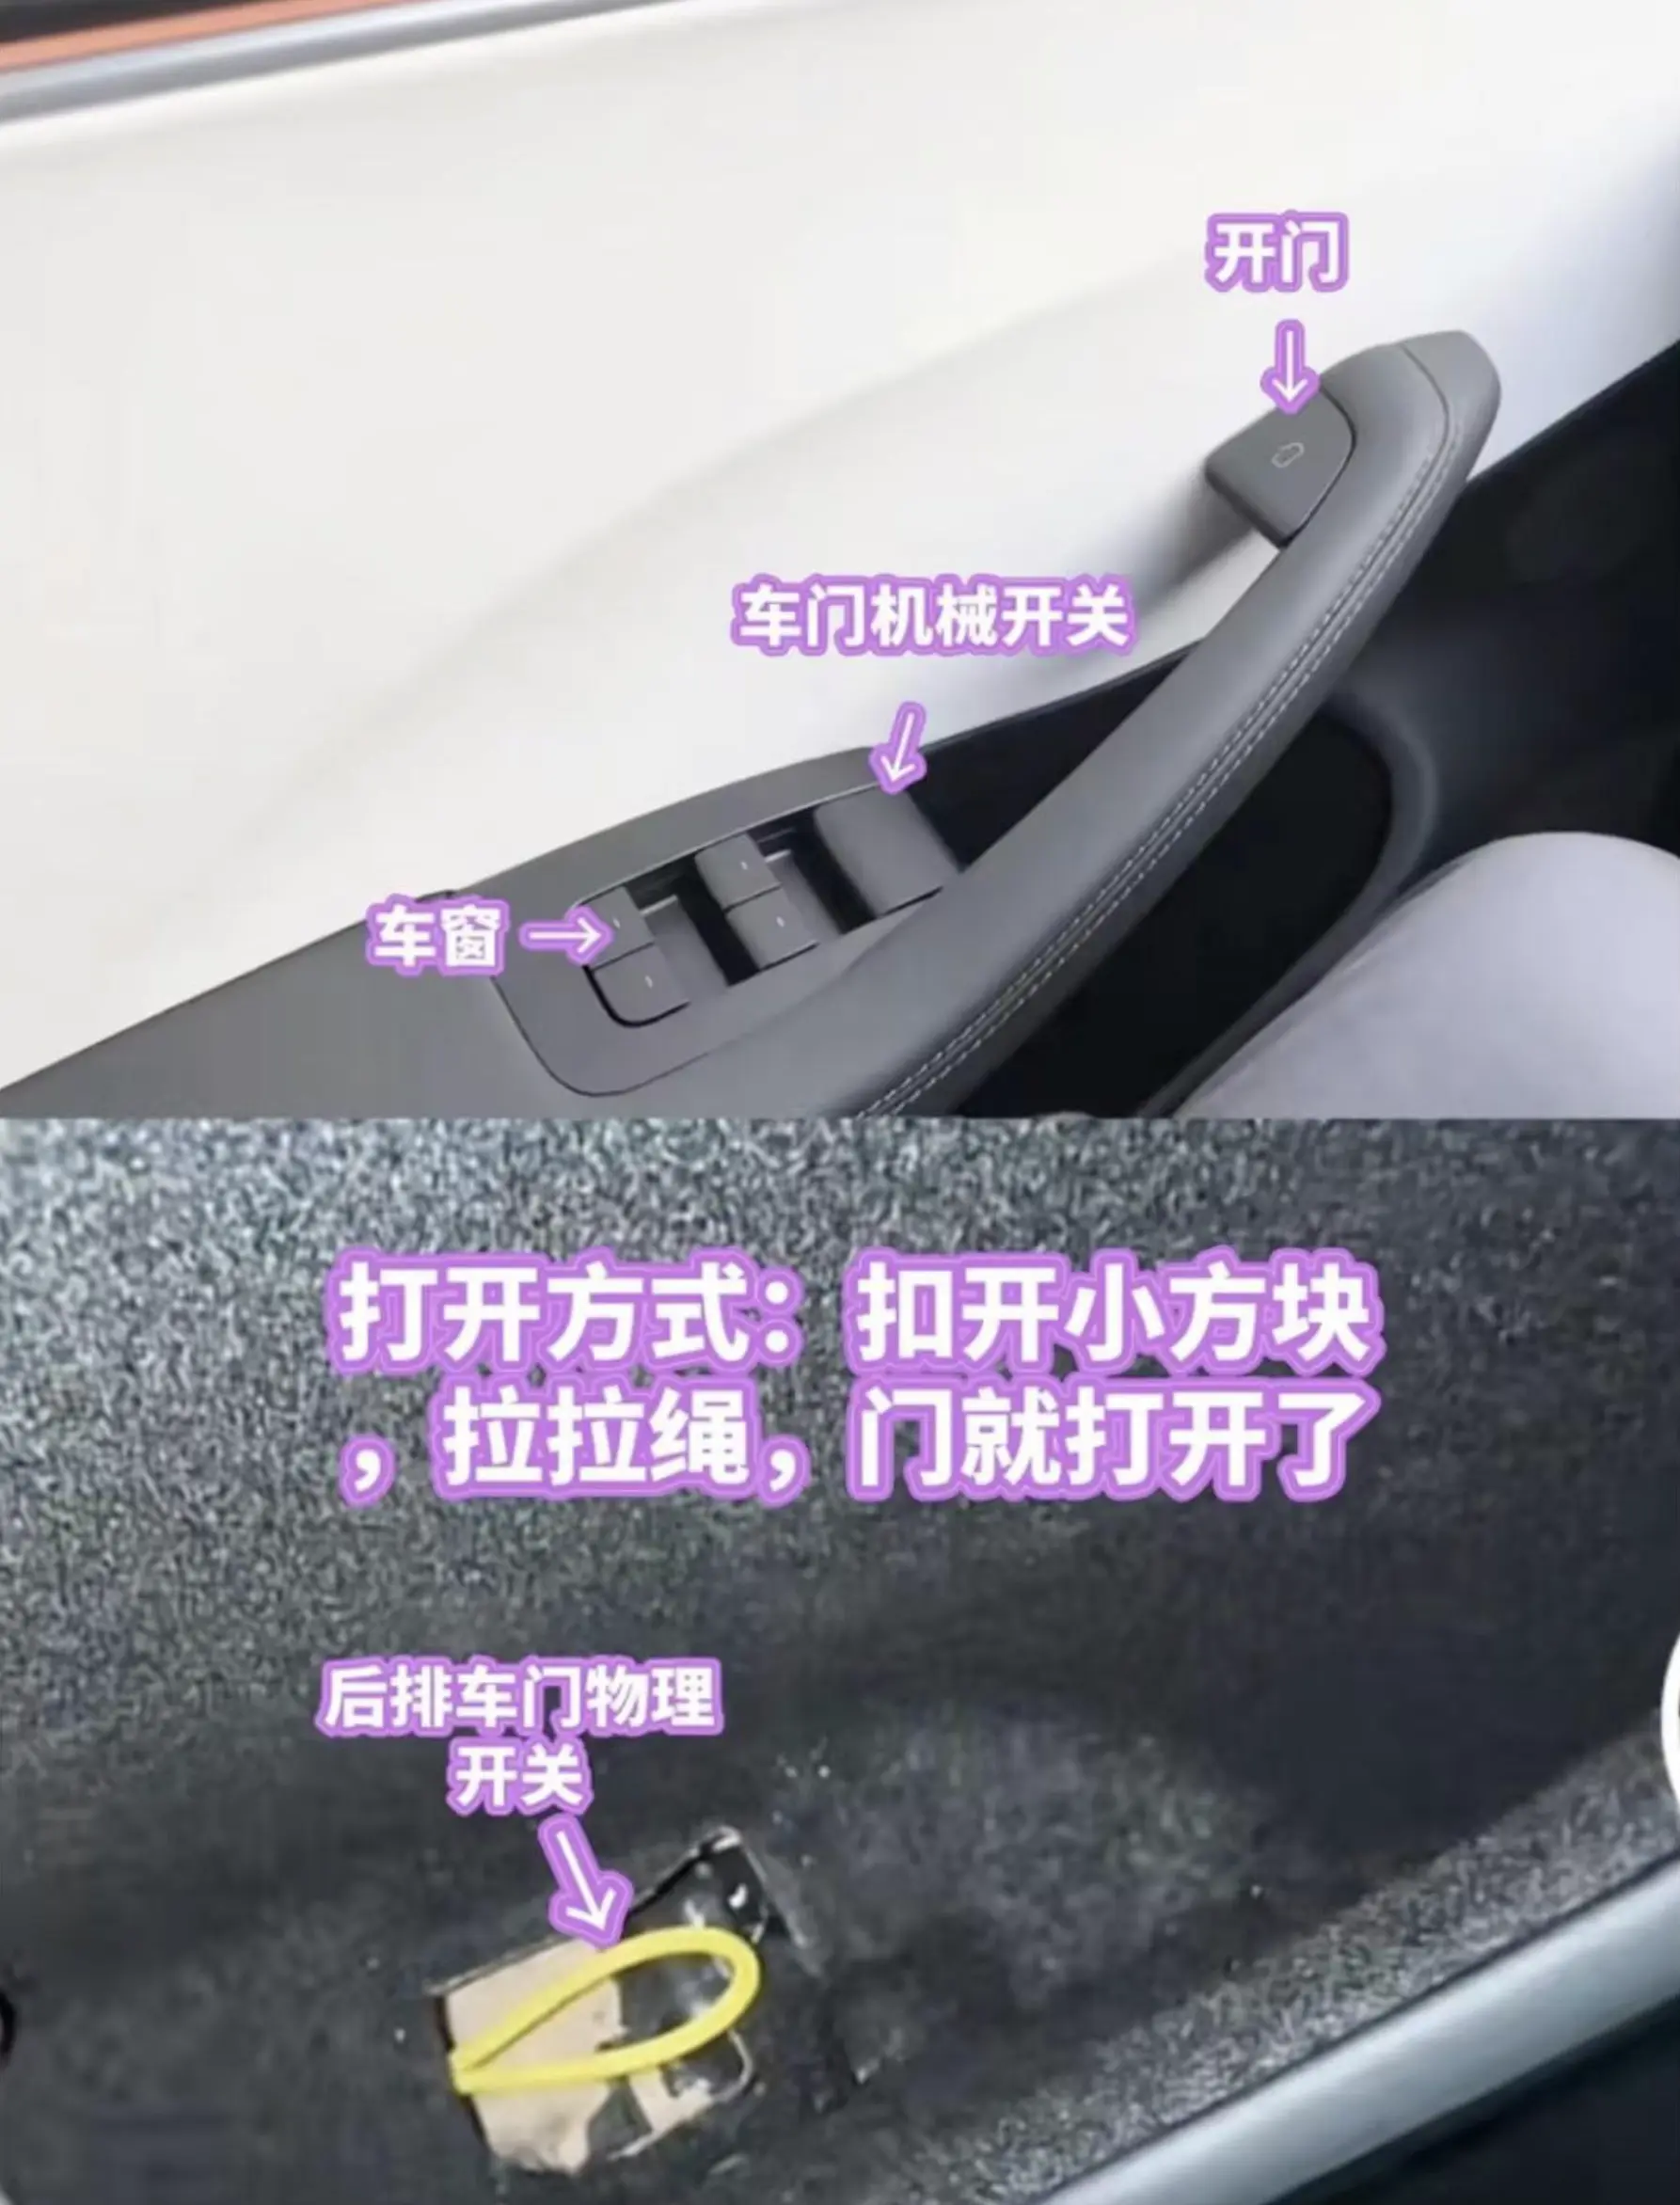 开门
车门机械开关
车窗
打开方式：扣开小方块
，拉拉绳，门就打开了
后排车门物理
开关